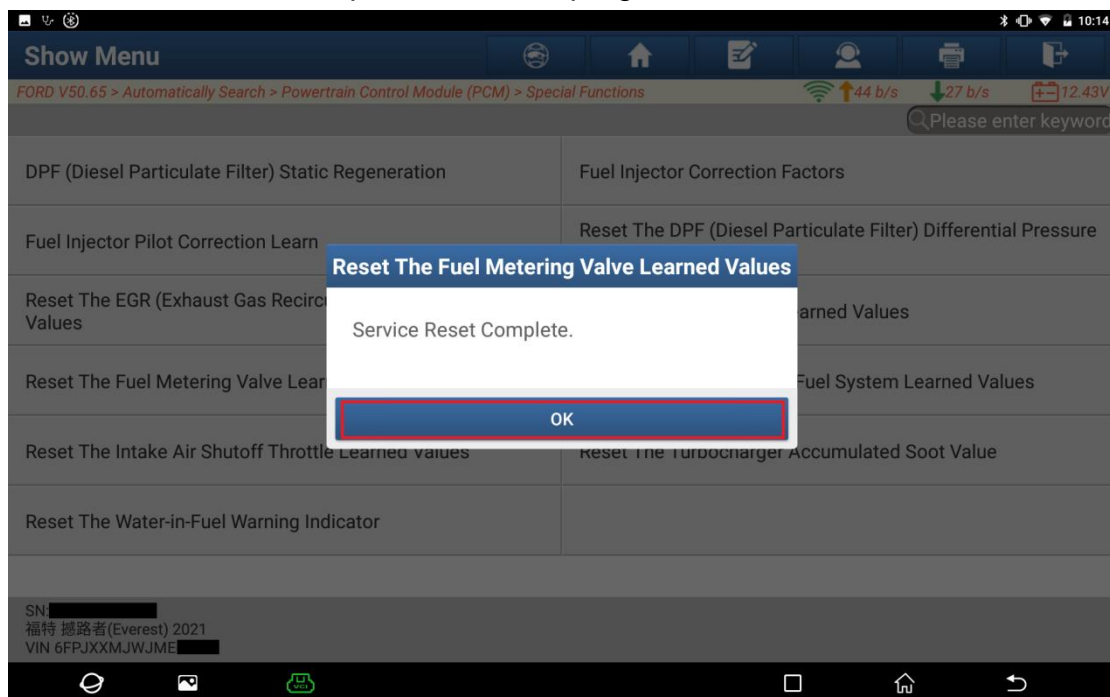 10:14
Show Menu
FORD V50.65 > Automatically Search > Powertrain Control Module (PCM) > Special Functions
44 b/s
27 b/s
12.43V
Please enter keyword
DPF (Diesel Particulate Filter) Static Regeneration
Fuel Injector Correction Factors
Fuel Injector Pilot Correction Learn
Reset The DPF (Diesel Particulate Filter) Differential Pressure
Reset The Fuel Metering Valve Learned Values
Reset The EGR (Exhaust Gas
Values
Learned Values
Service Reset Complete.
Reset The Fuel Metering Valve
Fuel System Learned Values
OK
Reset The Intake Air Shutoff Throttle Learned Values
Reset The Turbocharger Accumulated Soot Value
Reset The Water-in-Fuel Warning Indicator
SN:
福特 撼路者(Everest) 2021
VIN 6FPJXXMJWJME
VCI